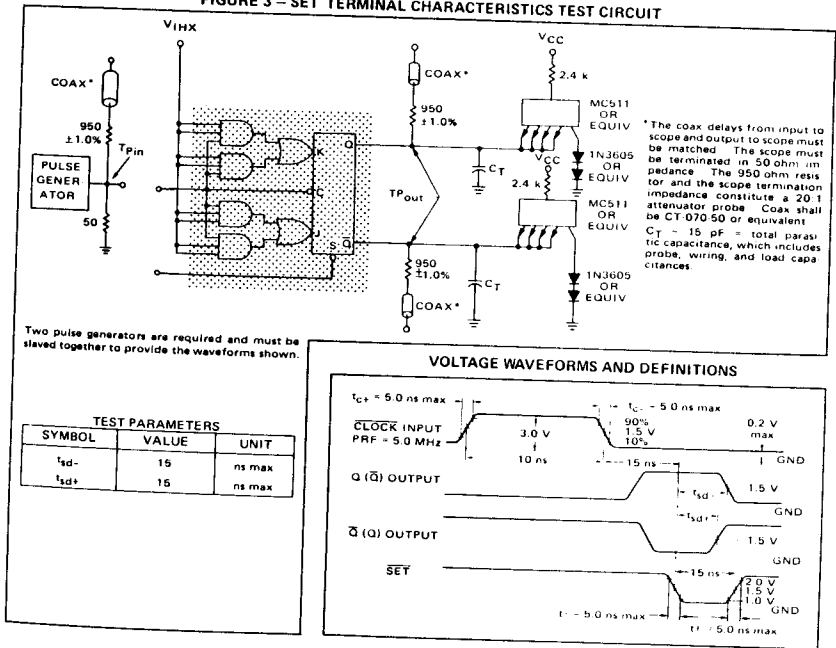 FIGURE 3 – SET TERMINAL CHARACTERISTICS TEST CIRCUIT
VIHX
COAX*
950
±1.0%
TPin
PULSE
GENER
ATOR
50
K
C
J
S
Q
Q̅
COAX*
950
±1.0%
TPout
950
±1.0%
COAX*
CT
CT
VCC
2.4 k
MC511
OR
EQUIV
1N3605
OR
EQUIV
VCC
2.4 k
MC511
OR
EQUIV
1N3605
OR
EQUIV
*The coax delays from input to
scope and output to scope must
be matched The scope must
be terminated in 50 ohm im
pedance The 950 ohm resis
tor and the scope termination
impedance constitute a 20:1
attenuator probe Coax shall
be CT-070-50 or equivalent
CT – 15 pF = total parasi
tic capacitance, which includes
probe, wiring, and load capa
citances.
Two pulse generators are required and must be
slaved together to provide the waveforms shown.
TEST PARAMETERS
SYMBOL VALUE UNIT
tsd- 15 ns max
tsd+ 15 ns max
VOLTAGE WAVEFORMS AND DEFINITIONS
tC+ = 5.0 ns max
tC- – 5.0 ns max
CLOCK INPUT
PRF = 5.0 MHz
3.0 V
90%
1.5 V
10%
0.2 V
max
GND
10 ns
15 ns
Q (Q̅) OUTPUT
tsd-
1.5 V
GND
tsd+
Q̅ (Q) OUTPUT
1.5 V
GND
SET
15 ns
2.0 V
1.5 V
1.0 V
GND
5.0 ns max
5.0 ns max